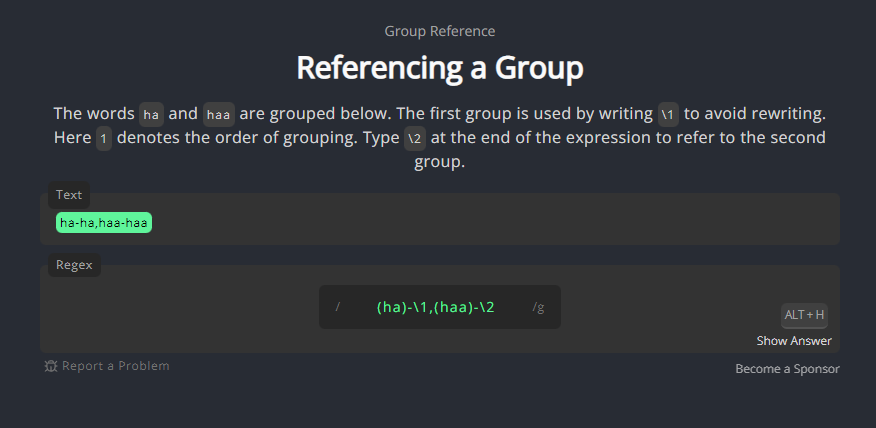 Group Reference
Referencing a Group
The words ha and haa are grouped below. The first group is used by writing \1 to avoid rewriting.
Here 1 denotes the order of grouping. Type \2 at the end of the expression to refer to the second
group.
Text
ha-ha,haa-haa
Regex
/ (ha)-\1,(haa)-\2 /g
ALT+H
Show Answer
Report a Problem
Become a Sponsor